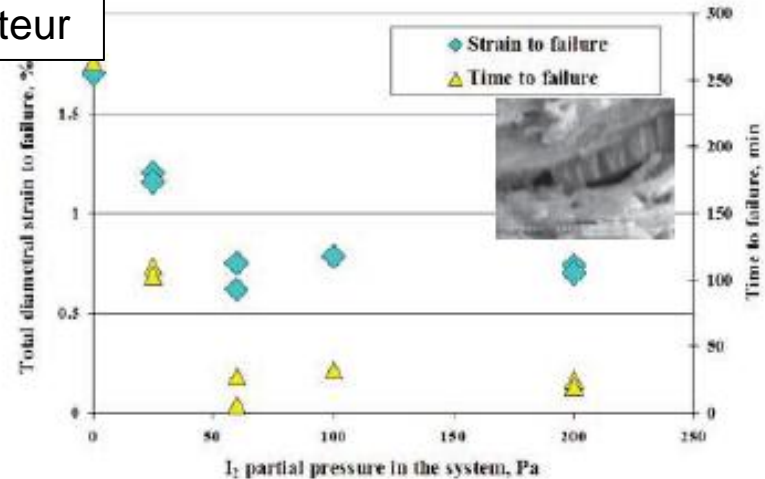 teur
300
Strain to failure
Time to failure
250
1.5
200
1
150
100
0.5
50
0
0
0
50
100
150
200
250
Total diametral strain to failure, %
Time to failure, min
I₂ partial pressure in the system, Pa